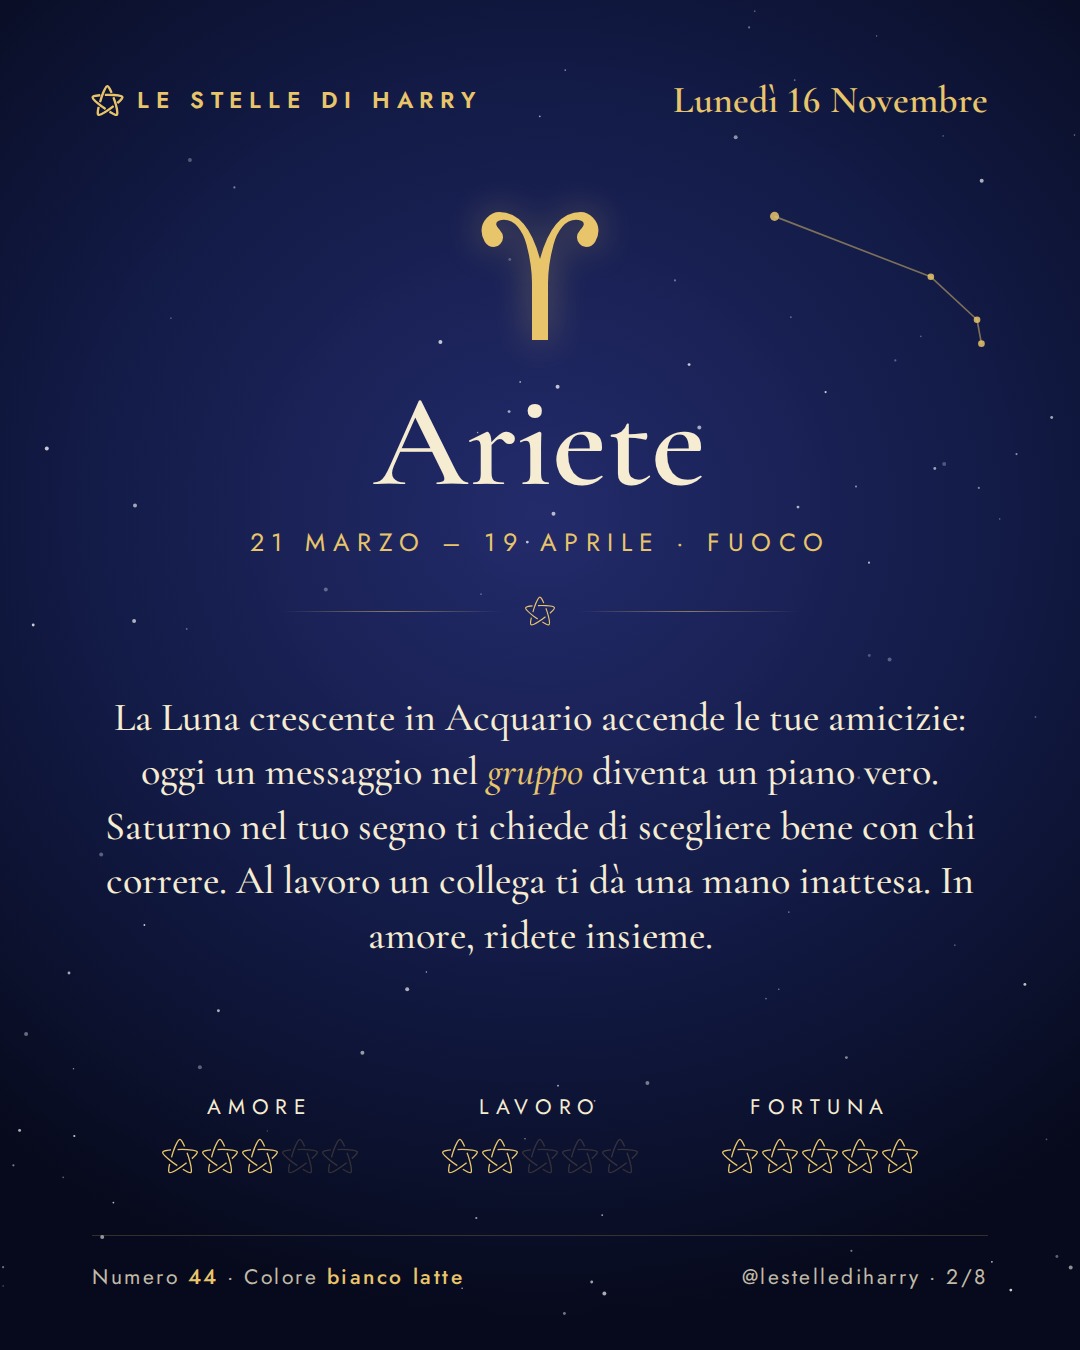 LE STELLE DI HARRY
Lunedì 16 Novembre
Ariete
21 MARZO – 19 APRILE · FUOCO
La Luna crescente in Acquario accende le tue amicizie:
oggi un messaggio nel gruppo diventa un piano vero.
Saturno nel tuo segno ti chiede di scegliere bene con chi
correre. Al lavoro un collega ti dà una mano inattesa. In
amore, ridete insieme.
AMORE
LAVORO
FORTUNA
Numero 44 · Colore bianco latte
@lestellediharry · 2/8